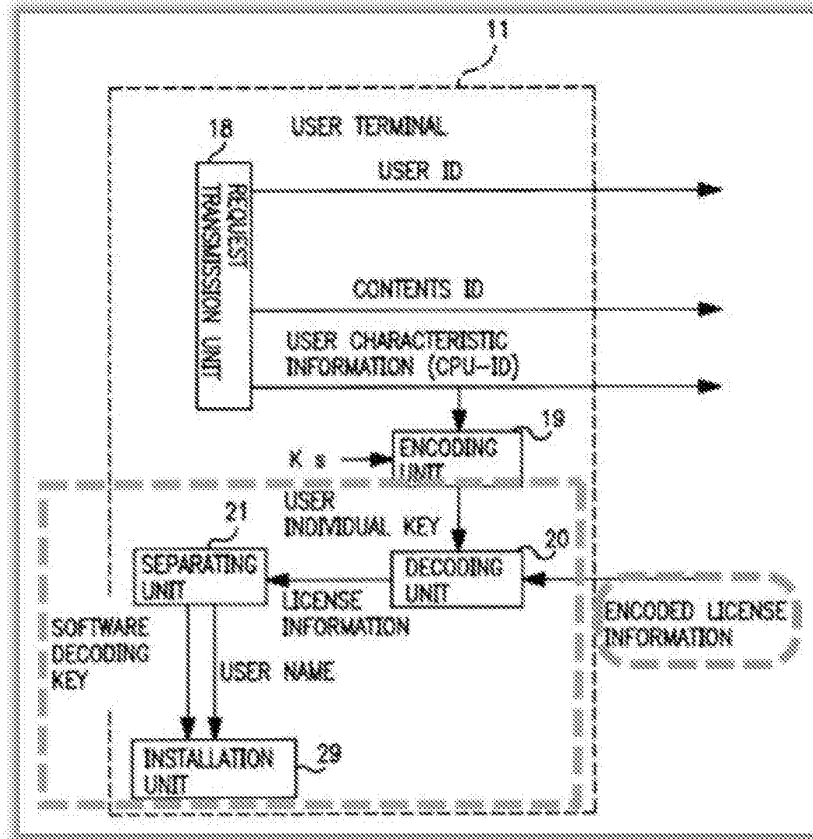 11
USER TERMINAL
18
REQUEST
TRANSMISSION UNIT
USER ID
CONTENTS ID
USER CHARACTERISTIC
INFORMATION (CPU-ID)
19
K s
ENCODING
UNIT
USER
INDIVIDUAL KEY
21
20
SEPARATING
UNIT
DECODING
UNIT
LICENSE
INFORMATION
ENCODED LICENSE
INFORMATION
SOFTWARE
DECODING
KEY
USER NAME
INSTALLATION
UNIT
29